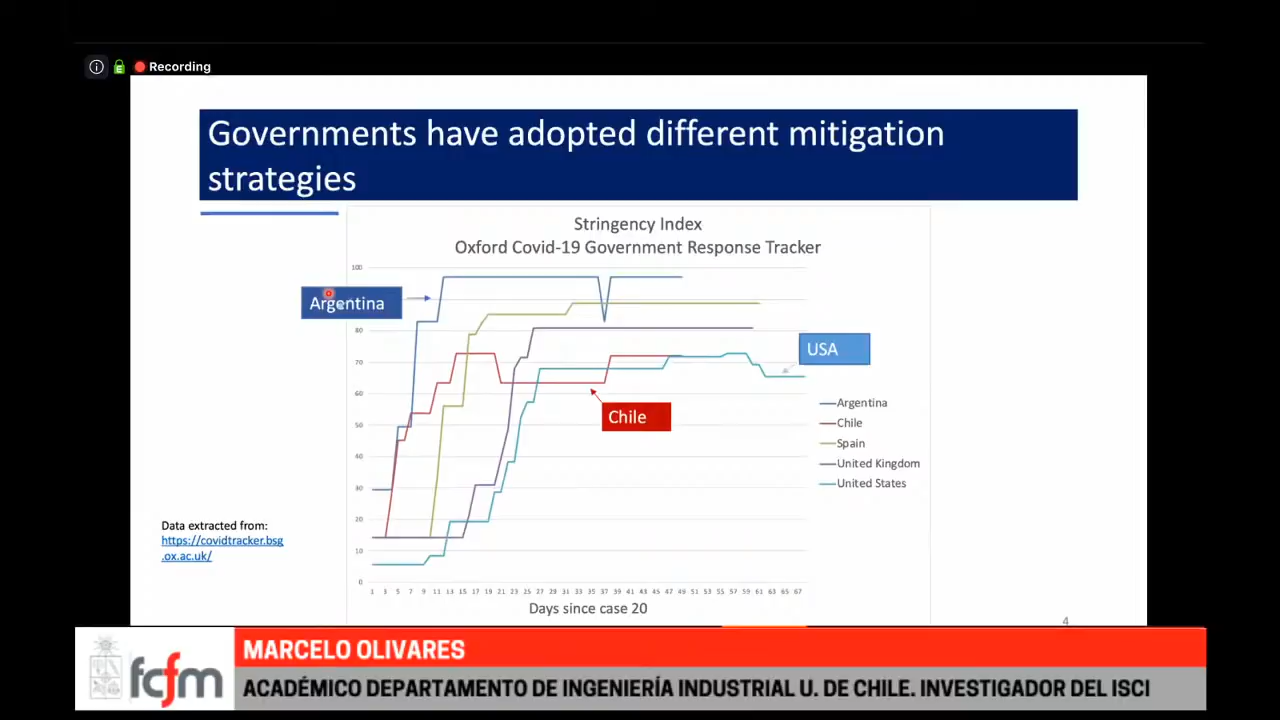 Recording
Governments have adopted different mitigation
strategies
Stringency Index
Oxford Covid-19 Government Response Tracker
100
80
70
60
50
40
30
20
10
0
Argentina
USA
Chile
Argentina
Chile
Spain
United Kingdom
United States
1 3 5 7 9 11 13 15 17 19 21 23 25 27 29 31 33 35 37 39 41 43 45 47 49 51 53 55 57 59 61 63 65 67
Days since case 20
Data extracted from:
https://covidtracker.bsg
.ox.ac.uk/
4
fcfm
MARCELO OLIVARES
ACADÉMICO DEPARTAMENTO DE INGENIERÍA INDUSTRIAL U. DE CHILE. INVESTIGADOR DEL ISCI